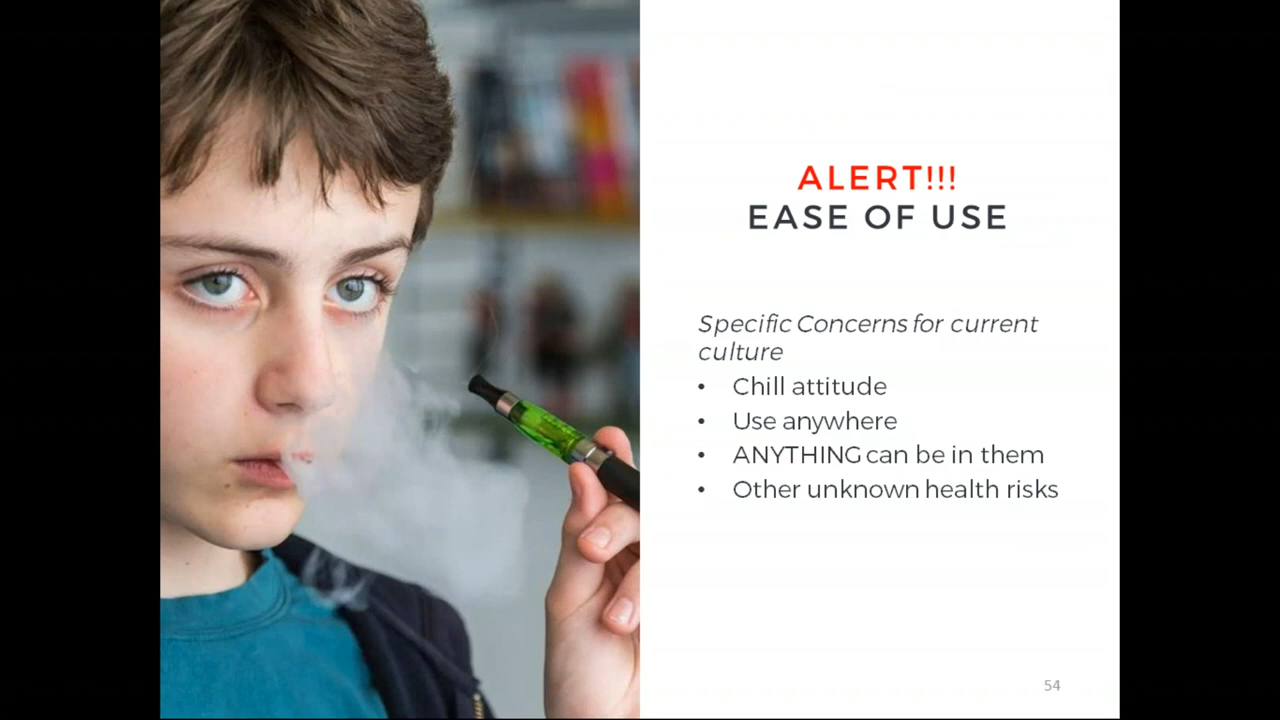 ALERT!!!
EASE OF USE
Specific Concerns for current
culture
• Chill attitude
• Use anywhere
• ANYTHING can be in them
• Other unknown health risks
54